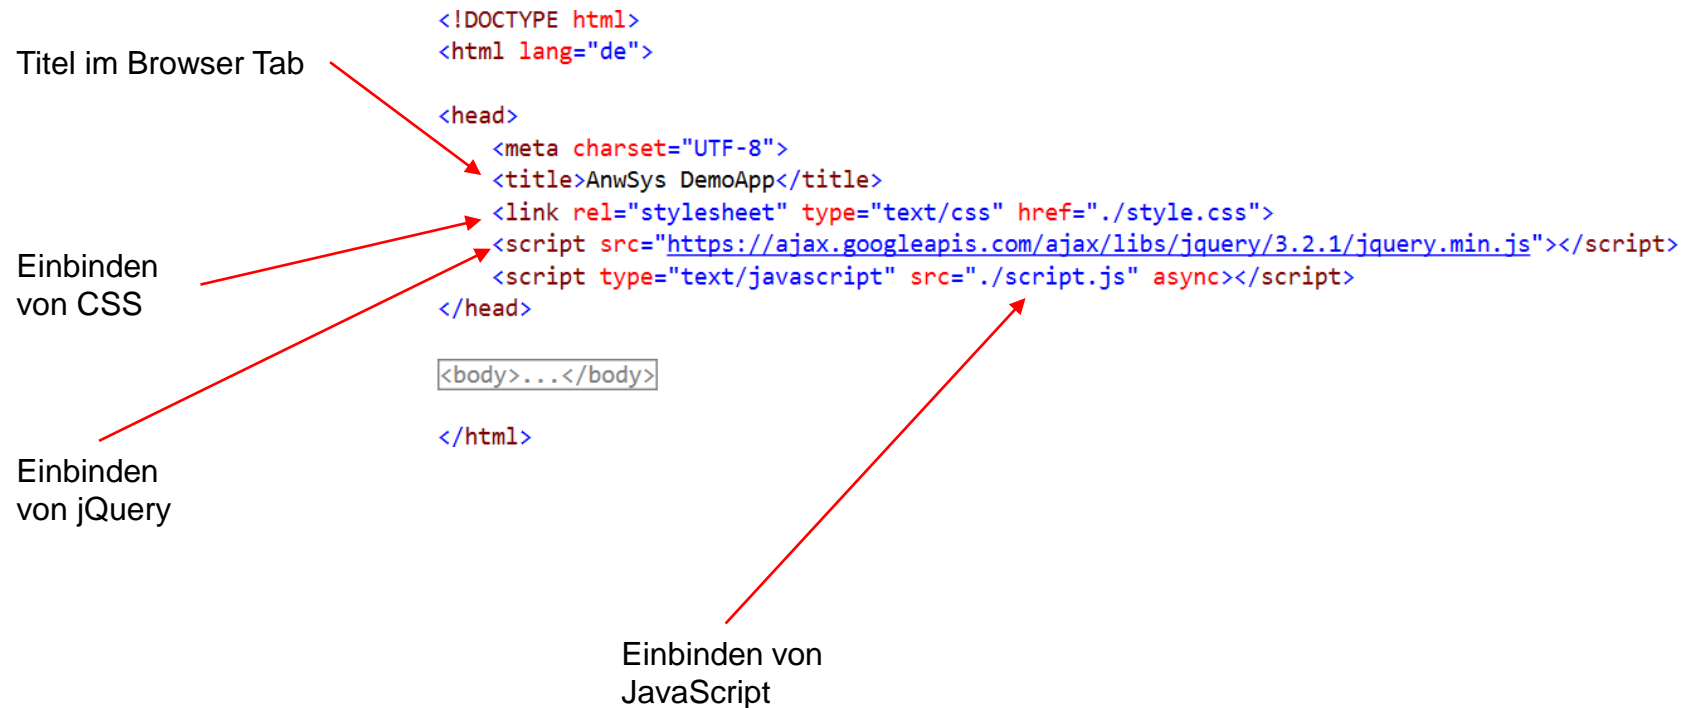 <!DOCTYPE html>
<html lang="de">
Titel im Browser Tab
<head>
<meta charset="UTF-8">
<title>AnwSys DemoApp</title>
<link rel="stylesheet" type="text/css" href="./style.css">
<script src="https://ajax.googleapis.com/ajax/libs/jquery/3.2.1/jquery.min.js"></script>
<script type="text/javascript" src="./script.js" async></script>
</head>
Einbinden
von CSS
<body>...</body>
</html>
Einbinden
von jQuery
Einbinden von
JavaScript